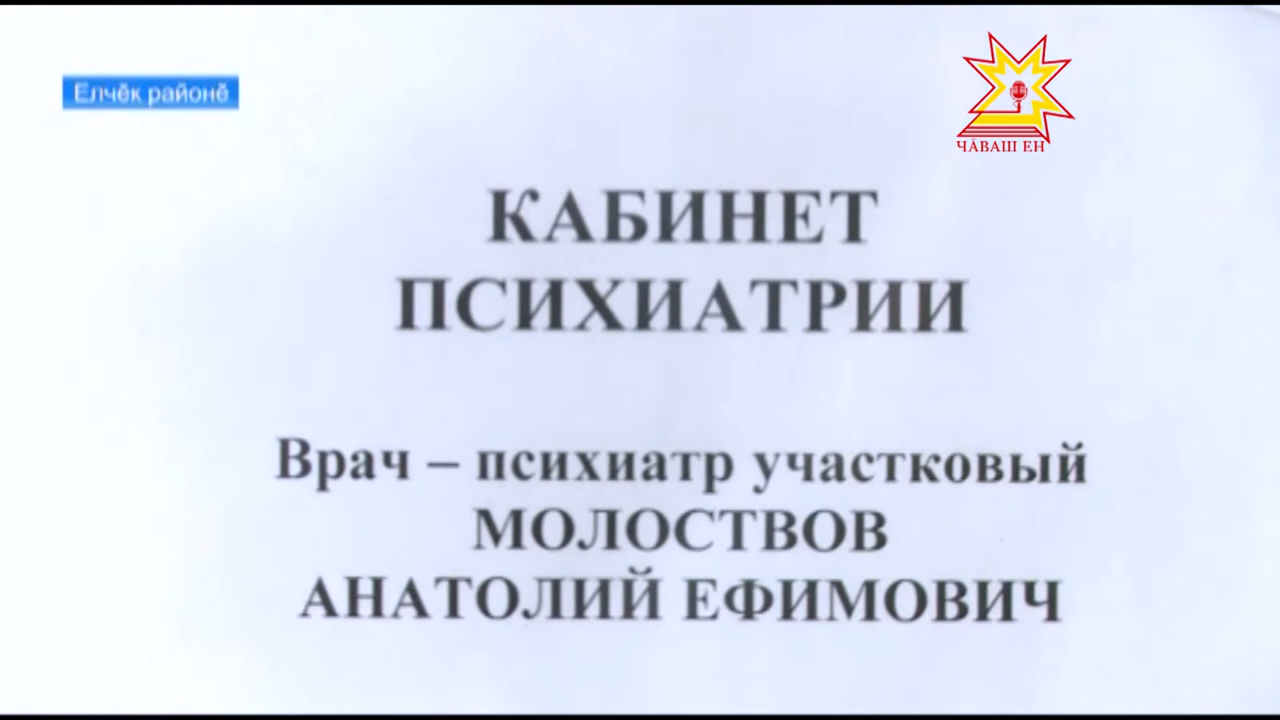 Елчĕк районĕ
ЧĂВАШ ЕН
КАБИНЕТ
ПСИХИАТРИИ
Врач – психиатр участковый
МОЛОСТВОВ
АНАТОЛИЙ ЕФИМОВИЧ